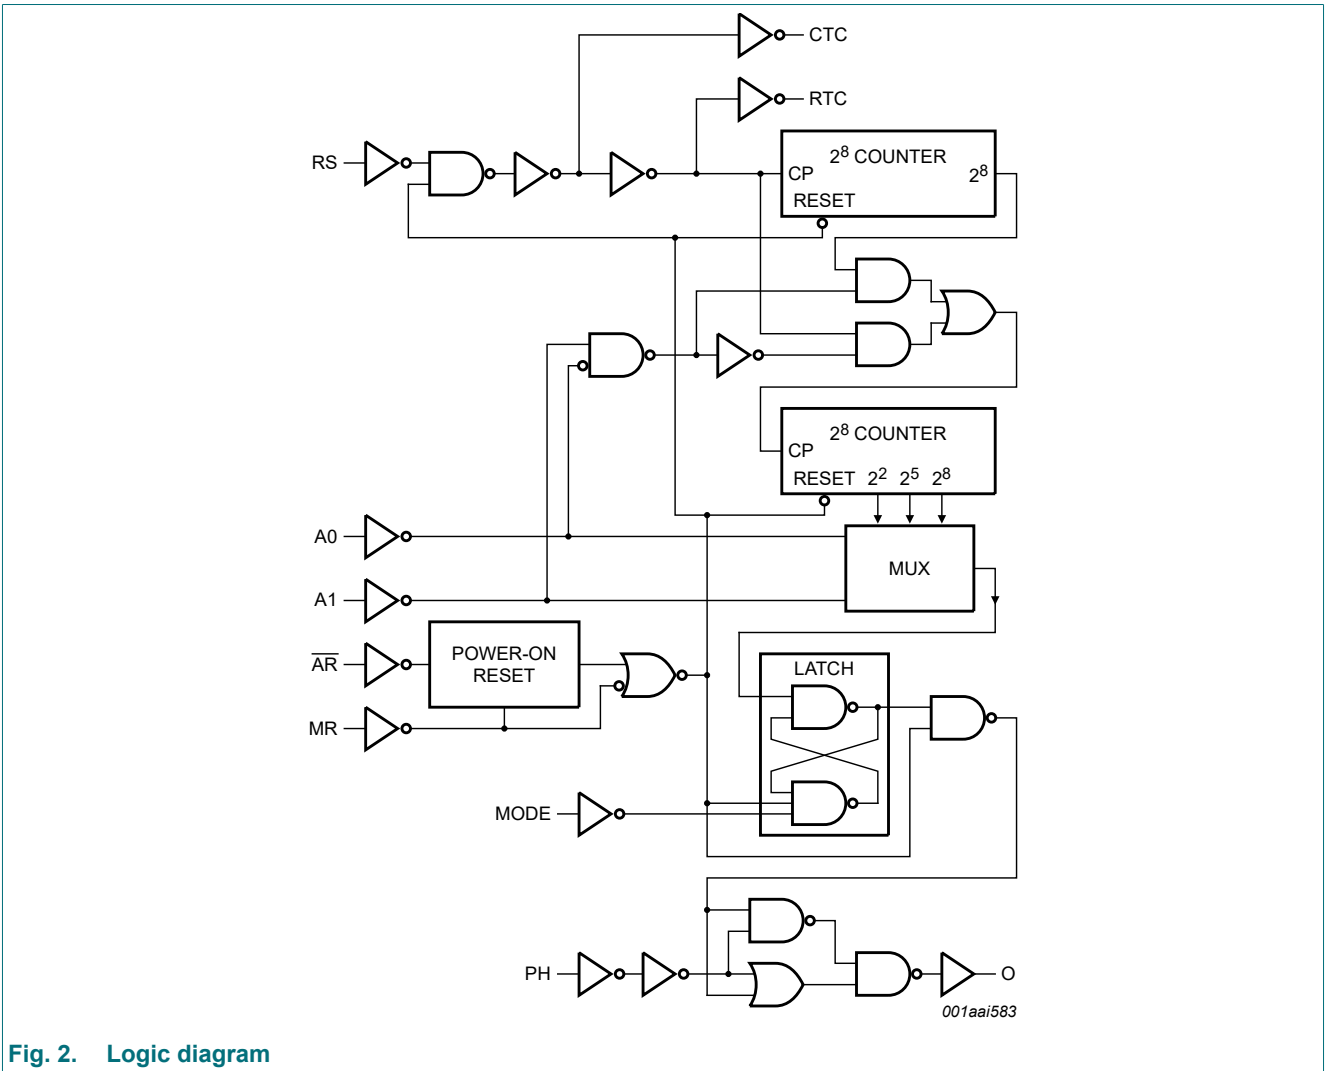 CTC
RTC
RS
2⁸ COUNTER
CP
2⁸
RESET
2⁸ COUNTER
CP
RESET 2² 2⁵ 2⁸
A0
MUX
A1
A̅R̅
POWER-ON
RESET
LATCH
MR
MODE
PH
O
001aai583
Fig. 2. Logic diagram